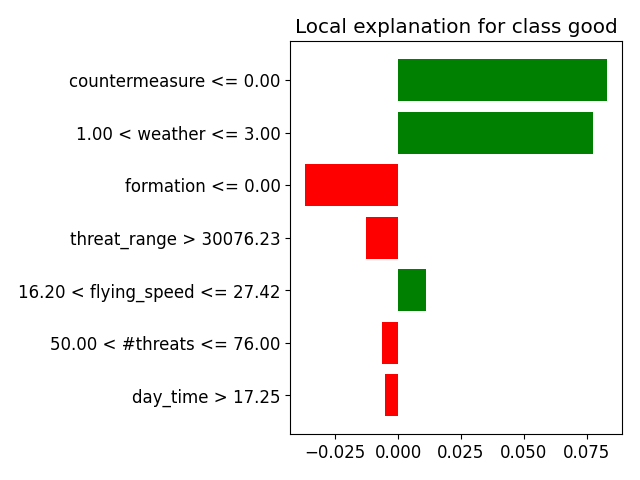 Local explanation for class good
countermeasure <= 0.00
1.00 < weather <= 3.00
formation <= 0.00
threat_range > 30076.23
16.20 < flying_speed <= 27.42
50.00 < #threats <= 76.00
day_time > 17.25
−0.025 0.000 0.025 0.050 0.075